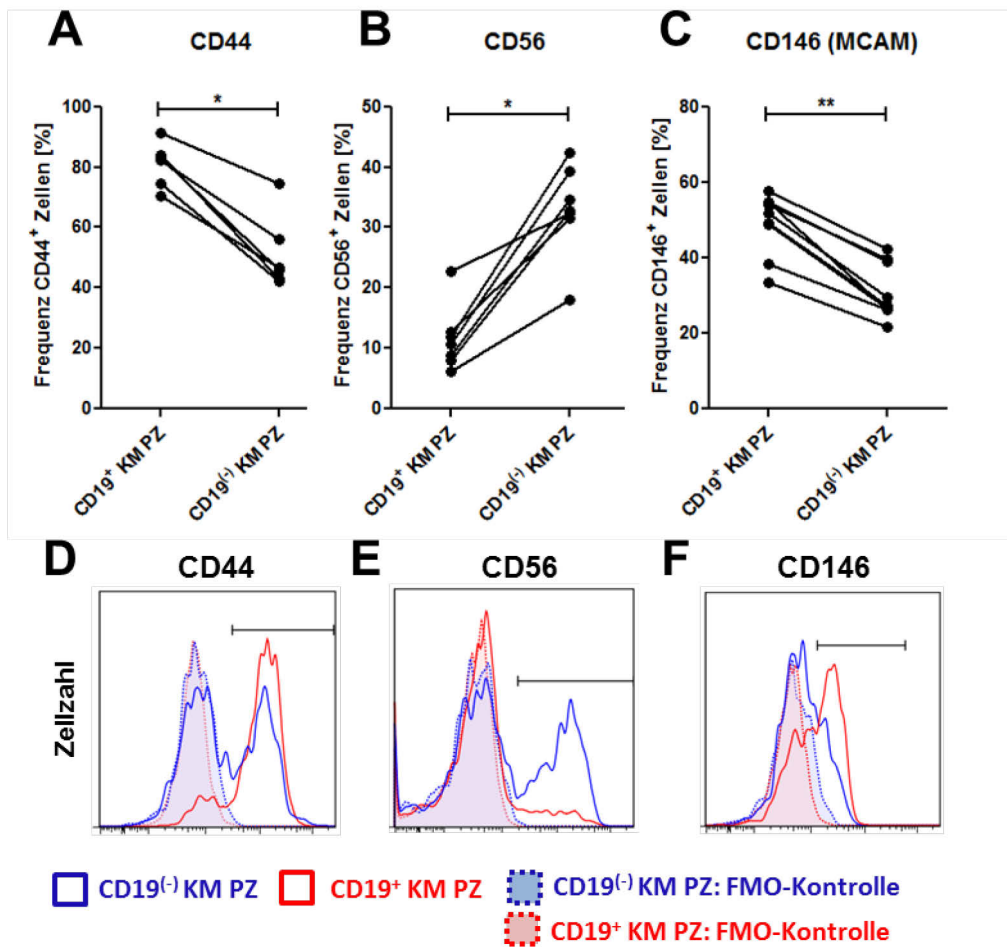 A
CD44
Frequenz CD44⁺ Zellen [%]
100
80
60
40
20
0
*
CD19⁺ KM PZ
CD19⁽⁻⁾ KM PZ
B
CD56
Frequenz CD56⁺ Zellen [%]
50
40
30
20
10
0
*
CD19⁺ KM PZ
CD19⁽⁻⁾ KM PZ
C
CD146 (MCAM)
Frequenz CD146⁺ Zellen [%]
80
60
40
20
0
**
CD19⁺ KM PZ
CD19⁽⁻⁾ KM PZ
D
CD44
E
CD56
F
CD146
Zellzahl
CD19⁽⁻⁾ KM PZ
CD19⁺ KM PZ
CD19⁽⁻⁾ KM PZ: FMO-Kontrolle
CD19⁺ KM PZ: FMO-Kontrolle